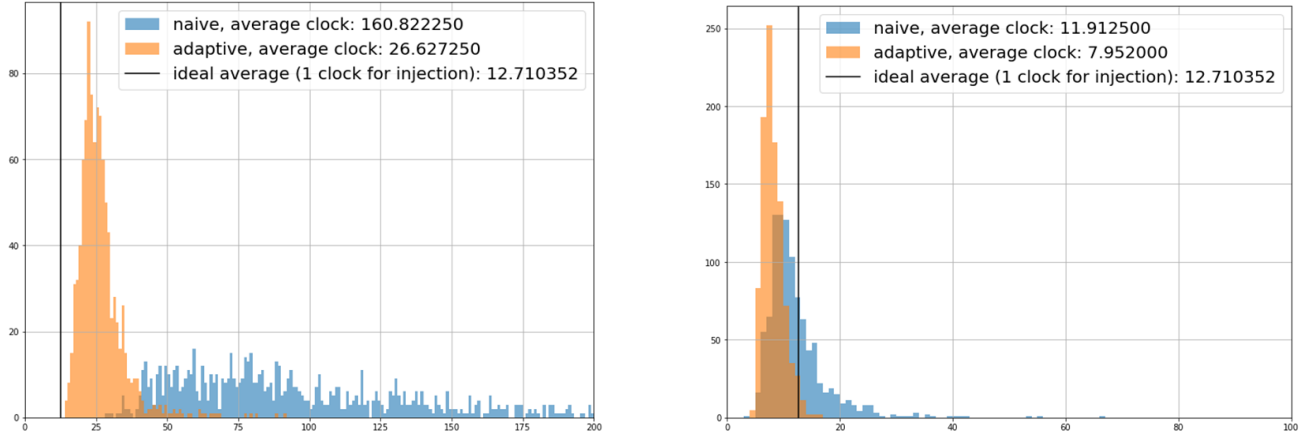 naive, average clock: 160.822250
adaptive, average clock: 26.627250
ideal average (1 clock for injection): 12.710352
80
60
40
20
0
0 25 50 75 100 125 150 175 200
naive, average clock: 11.912500
adaptive, average clock: 7.952000
ideal average (1 clock for injection): 12.710352
250
200
150
100
50
0
0 20 40 60 80 100